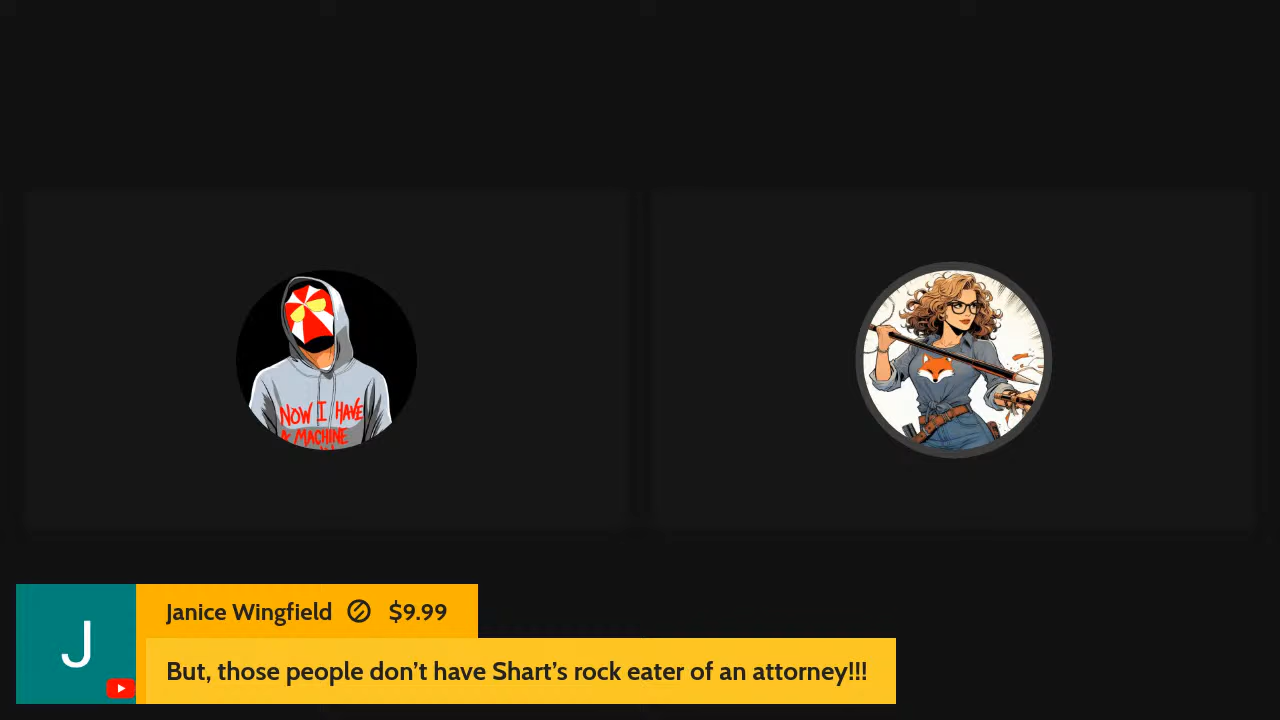 NOW I HAVE
A MACHINE
J
Janice Wingfield $9.99
But, those people don’t have Shart’s rock eater of an attorney!!!